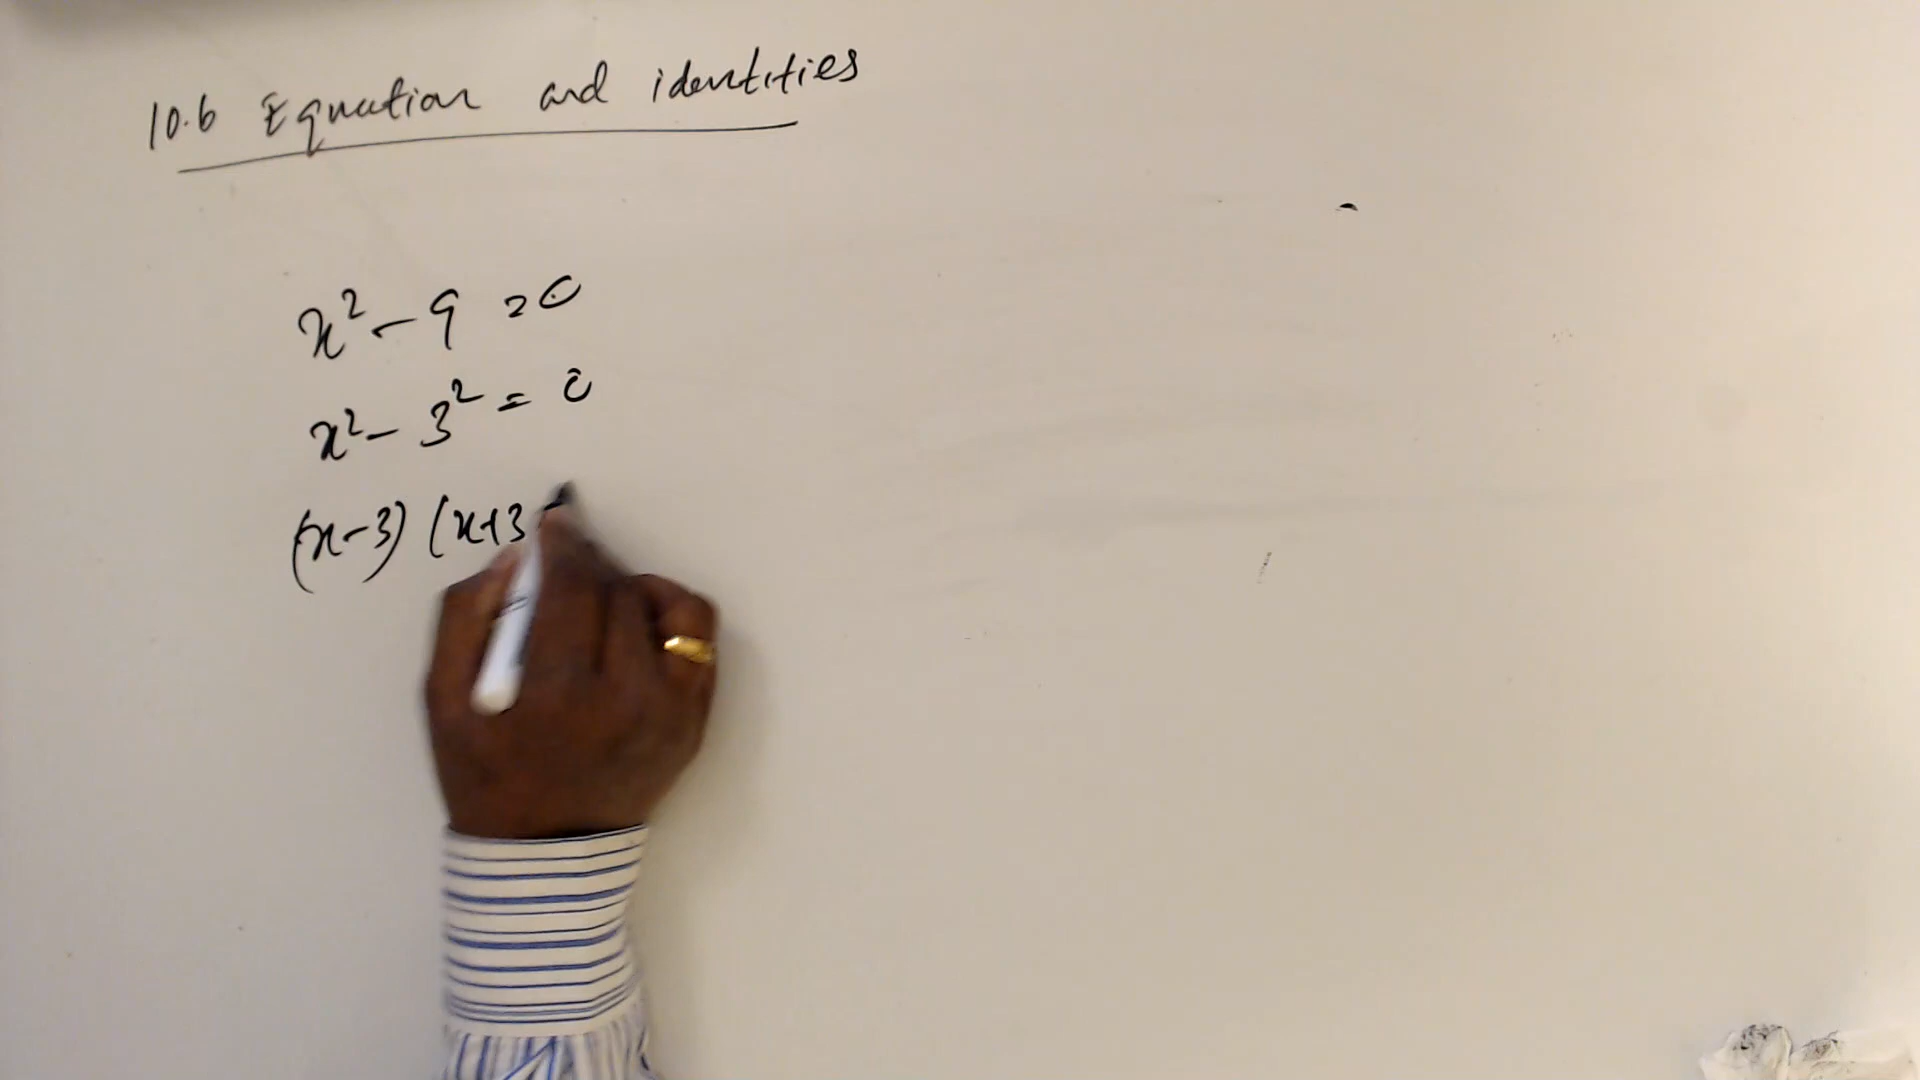 10.6 Equation and identities
x² - 9 = 0
x² - 3² = 0
(x-3) (x+3